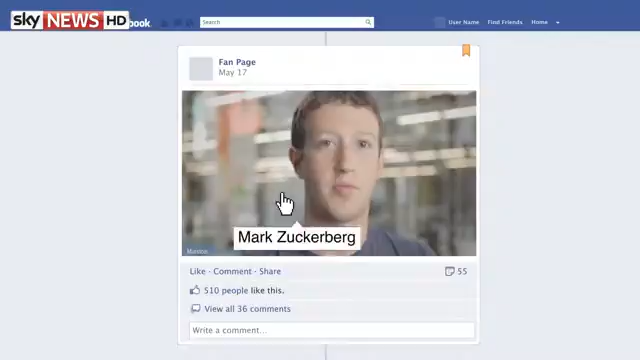 sky NEWS HD
book.
Search
User Name Find Friends Home
Fan Page
May 17
Mark Zuckerberg
Like · Comment · Share
55
510 people like this.
View all 36 comments
Write a comment...